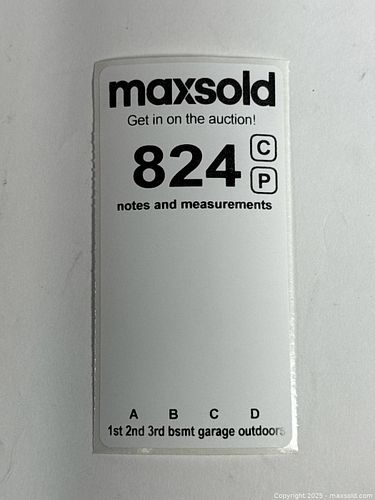 maxsold
Get in on the auction!
824 C
P
notes and measurements
A B C D
1st 2nd 3rd bsmt garage outdoors
Copyright 2025 - maxsold.com